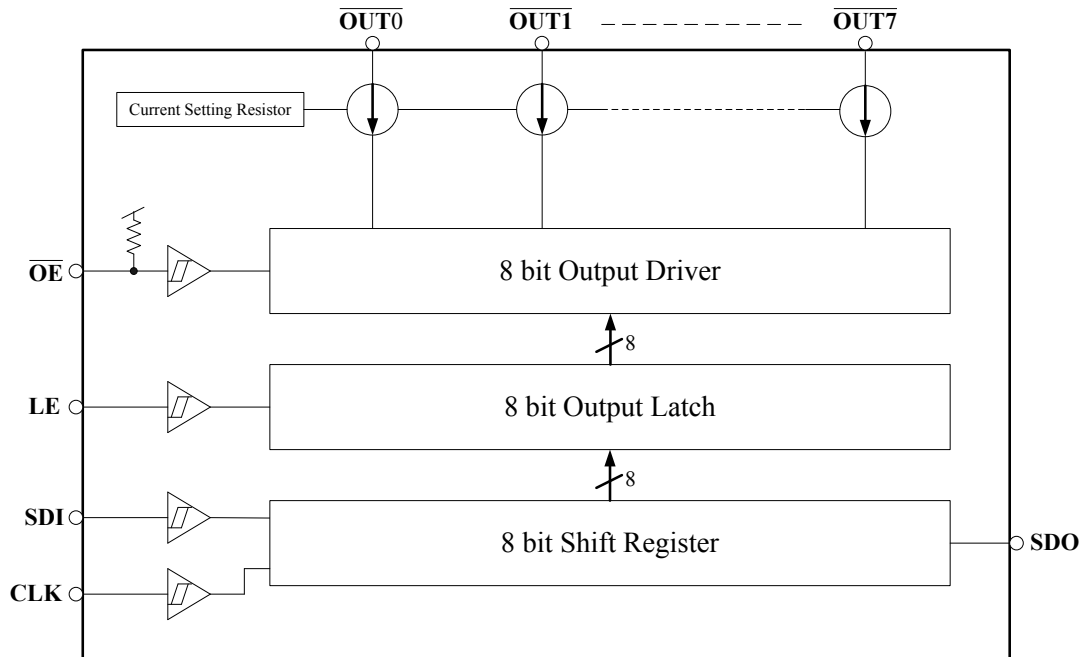 OUT0 OUT1 OUT7
Current Setting Resistor
OE
8 bit Output Driver
8
LE
8 bit Output Latch
8
SDI
8 bit Shift Register
SDO
CLK